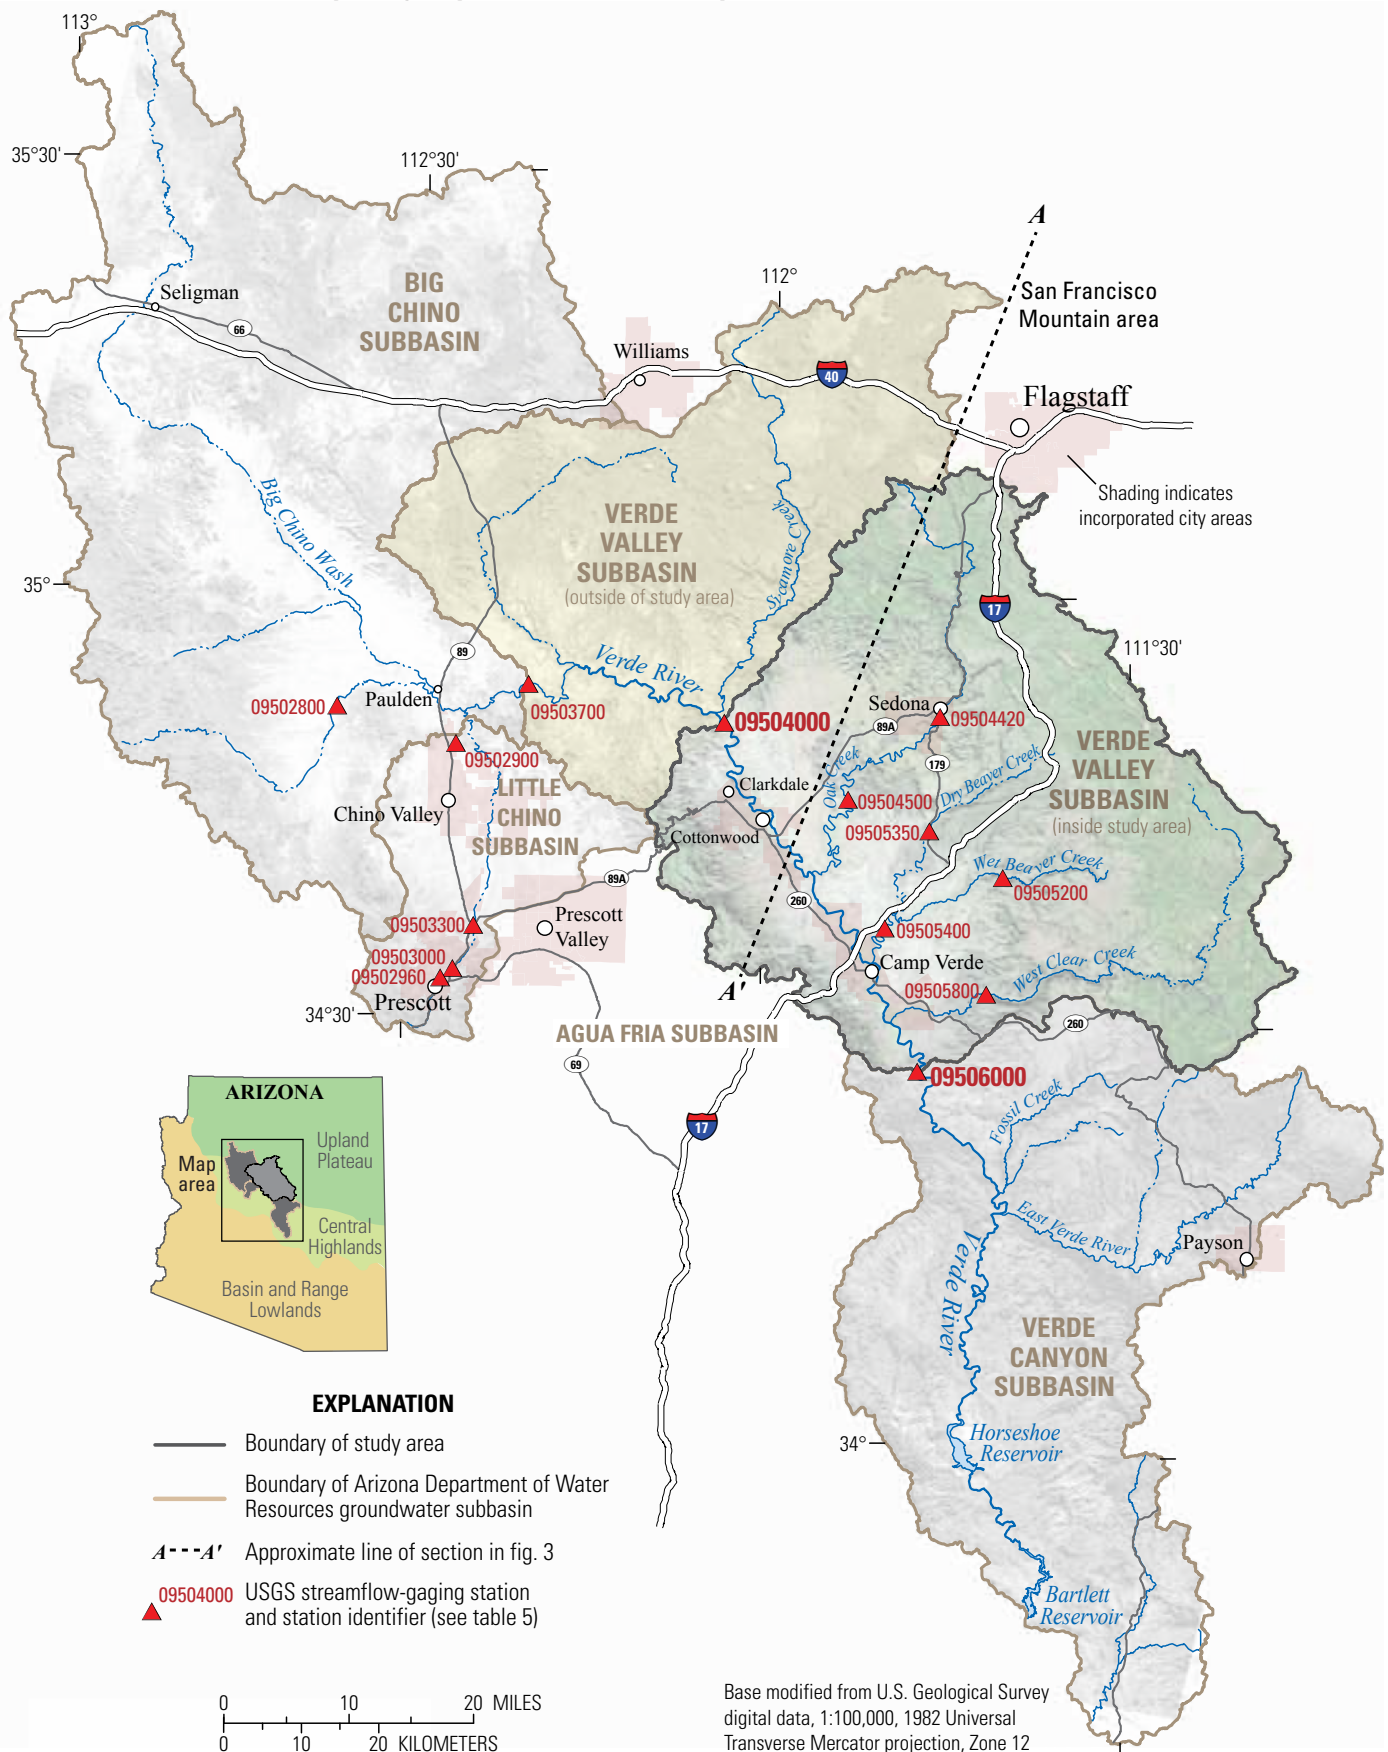 113°
35°30'
112°30'
A
112°
San Francisco
Mountain area
BIG
CHINO
SUBBASIN
Seligman
66
Williams
40
Flagstaff
Shading indicates
incorporated city areas
Big Chino Wash
VERDE
VALLEY
SUBBASIN
(outside of study area)
Sycamore Creek
35°
17
111°30'
89
Verde River
Paulden
09502800
09503700
09504000
Sedona
09504420
89A
179
Dry Beaver Creek
VERDE
VALLEY
SUBBASIN
(inside study area)
09502900
LITTLE
CHINO
SUBBASIN
Chino Valley
Clarkdale
Oak Creek
09504500
09505350
Cottonwood
Wet Beaver Creek
09505200
89A
260
Prescott
Valley
09503300
09505400
09503000
09502960
Prescott
Camp Verde
West Clear Creek
09505800
A'
34°30'
AGUA FRIA SUBBASIN
260
69
09506000
17
Fossil Creek
ARIZONA
Upland
Plateau
Map
area
Central
Highlands
Basin and Range
Lowlands
East Verde River
Payson
Verde River
VERDE
CANYON
SUBBASIN
34°
Horseshoe
Reservoir
Bartlett
Reservoir
EXPLANATION
Boundary of study area
Boundary of Arizona Department of Water
Resources groundwater subbasin
A---A' Approximate line of section in fig. 3
09504000 USGS streamflow-gaging station
and station identifier (see table 5)
0 10 20 MILES
0 10 20 KILOMETERS
Base modified from U.S. Geological Survey
digital data, 1:100,000, 1982 Universal
Transverse Mercator projection, Zone 12